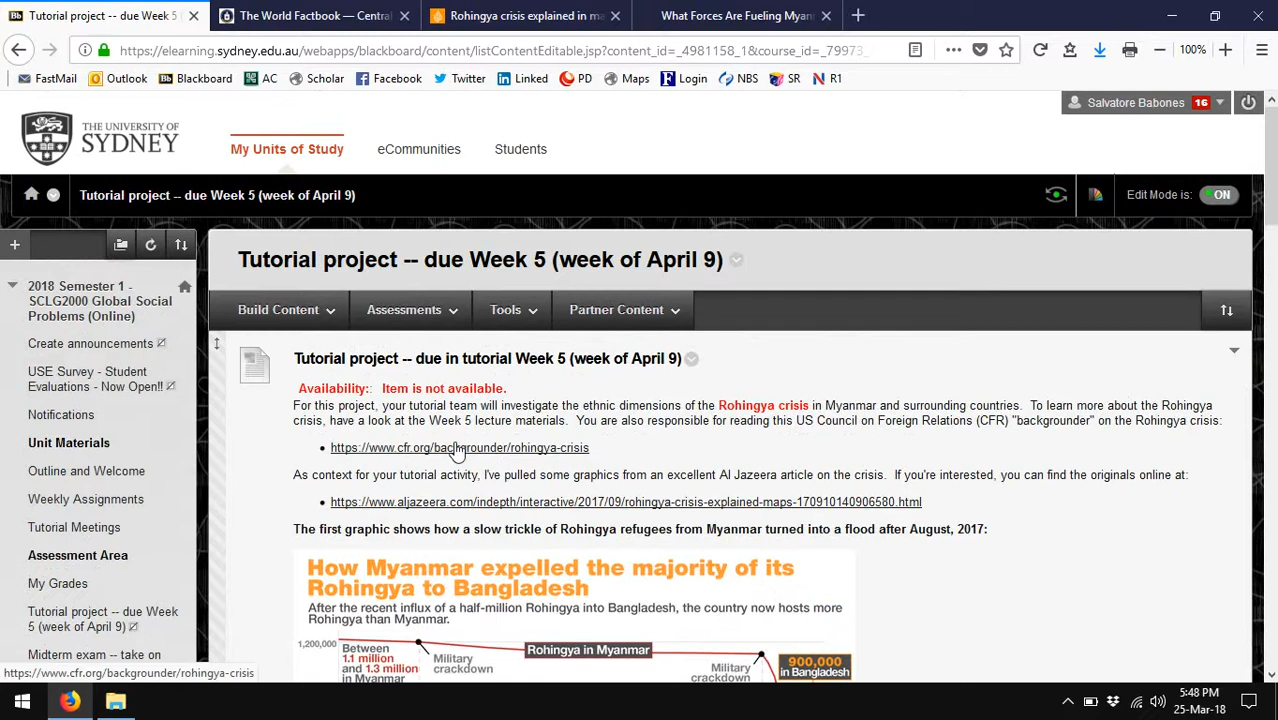 Tutorial project -- due Week 5
The World Factbook — Central
Rohingya crisis explained in ma
What Forces Are Fueling Myan
https://elearning.sydney.edu.au/webapps/blackboard/content/listContentEditable.jsp?content_id=_4981158_1&course_id=_79973_
100%
FastMail
Outlook
Blackboard
AC
Scholar
Facebook
Twitter
Linked
PD
Maps
Login
NBS
SR
R1
Salvatore Babones 16
THE UNIVERSITY OF
SYDNEY
My Units of Study
eCommunities
Students
Tutorial project -- due Week 5 (week of April 9)
Edit Mode is: ON
2018 Semester 1 -
SCLG2000 Global Social
Problems (Online)
Create announcements
USE Survey - Student
Evaluations - Now Open!!
Notifications
Unit Materials
Outline and Welcome
Weekly Assignments
Tutorial Meetings
Assessment Area
My Grades
Tutorial project -- due Week
5 (week of April 9)
Midterm exam -- take on
Tutorial project -- due Week 5 (week of April 9)
Build Content
Assessments
Tools
Partner Content
Tutorial project -- due in tutorial Week 5 (week of April 9)
Availability:: Item is not available.
For this project, your tutorial team will investigate the ethnic dimensions of the Rohingya crisis in Myanmar and surrounding countries. To learn more about the Rohingya
crisis, have a look at the Week 5 lecture materials. You are also responsible for reading this US Council on Foreign Relations (CFR) "backgrounder" on the Rohingya crisis:
https://www.cfr.org/backgrounder/rohingya-crisis
As context for your tutorial activity, I've pulled some graphics from an excellent Al Jazeera article on the crisis. If you're interested, you can find the originals online at:
https://www.aljazeera.com/indepth/interactive/2017/09/rohingya-crisis-explained-maps-170910140906580.html
The first graphic shows how a slow trickle of Rohingya refugees from Myanmar turned into a flood after August, 2017:
How Myanmar expelled the majority of its
Rohingya to Bangladesh
After the recent influx of a half-million Rohingya into Bangladesh, the country now hosts more
Rohingya than Myanmar.
1,200,000
Between
1.1 million
and 1.3 million
in Myanmar
Military
crackdown
Rohingya in Myanmar
Military
crackdown
900,000
in Bangladesh
https://www.cfr.org/backgrounder/rohingya-crisis
5:48 PM
25-Mar-18